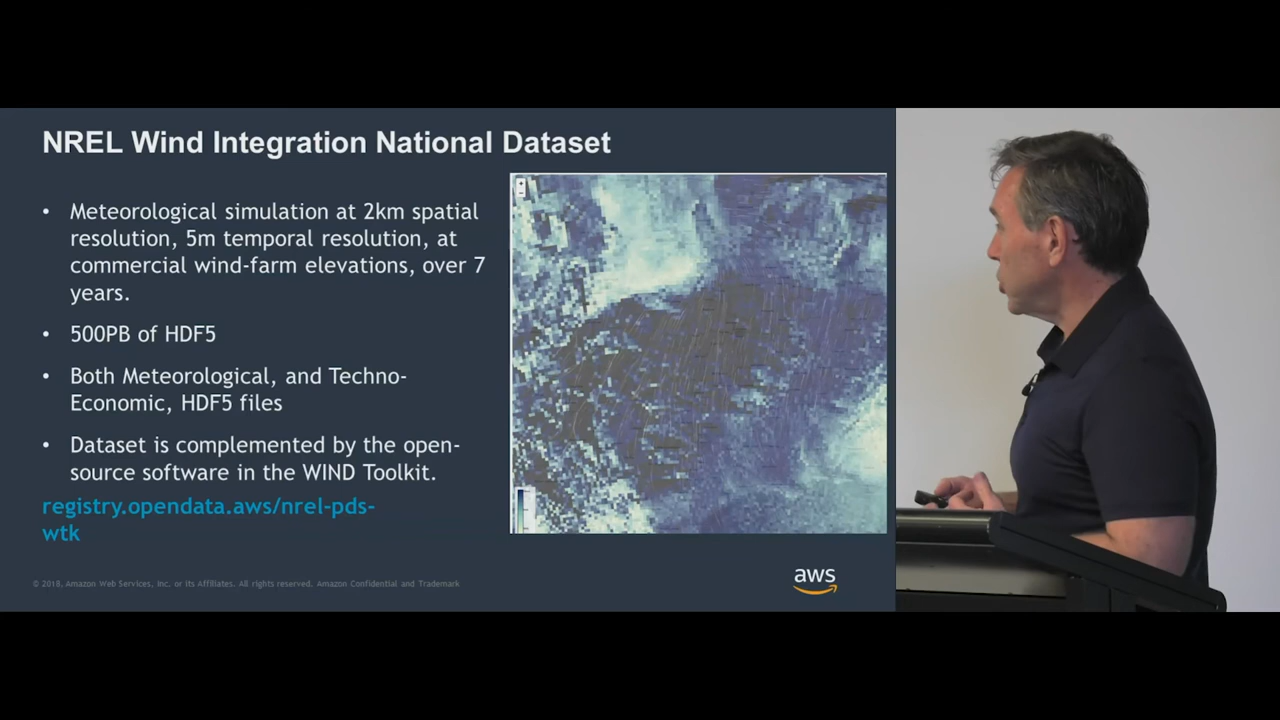 NREL Wind Integration National Dataset
• Meteorological simulation at 2km spatial
resolution, 5m temporal resolution, at
commercial wind-farm elevations, over 7
years.
• 500PB of HDF5
• Both Meteorological, and Techno-
Economic, HDF5 files
• Dataset is complemented by the open-
source software in the WIND Toolkit.
registry.opendata.aws/nrel-pds-
wtk
© 2018, Amazon Web Services, Inc. or its Affiliates. All rights reserved. Amazon Confidential and Trademark
aws